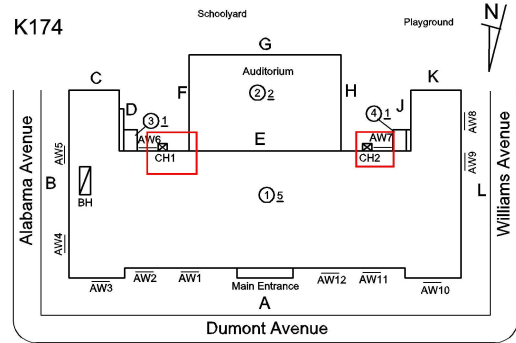 K174
Schoolyard
Playground
N
G
C
K
Auditorium
D
F
② 2
H
J
③ 1
④ 1
AW6
AW7
AW8
E
AW5
CH1
CH2
AW9
Alabama Avenue
B
BH
① 5
L
Williams Avenue
AW4
AW3
AW2
AW1
Main Entrance
AW12
AW11
AW10
A
Dumont Avenue